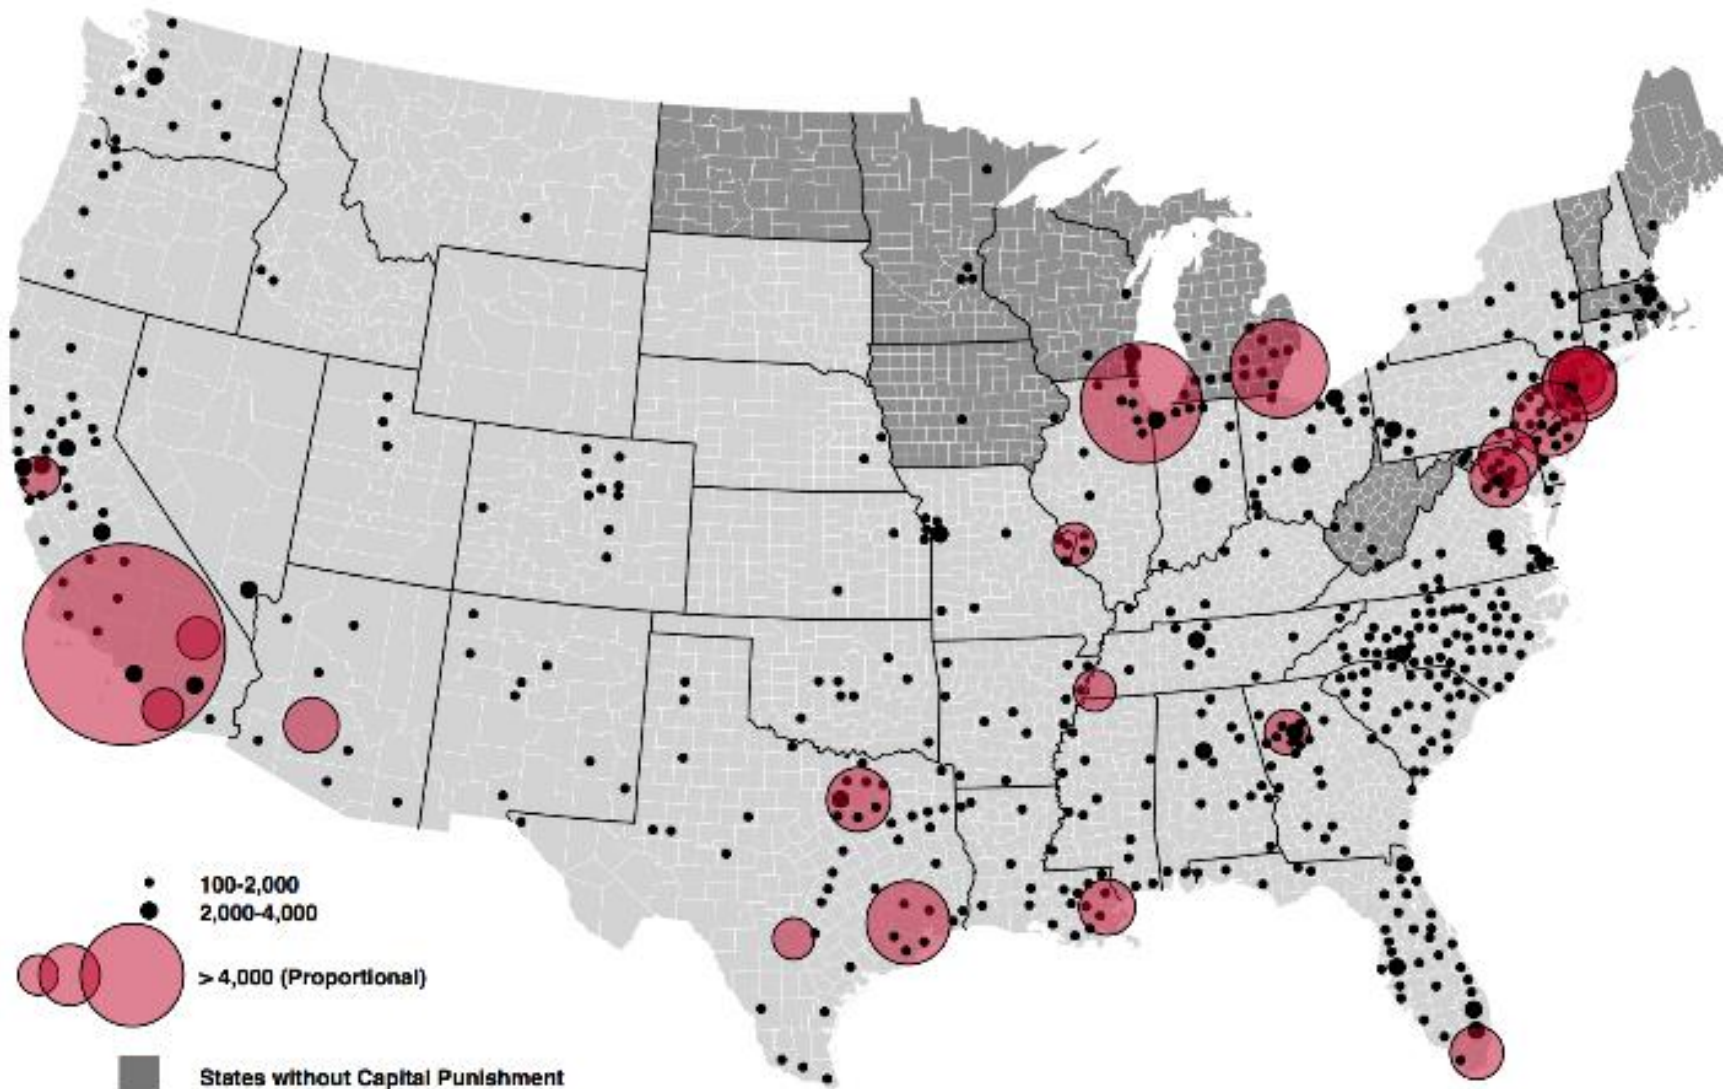 100-2,000
2,000-4,000
> 4,000 (Proportional)
States without Capital Punishment